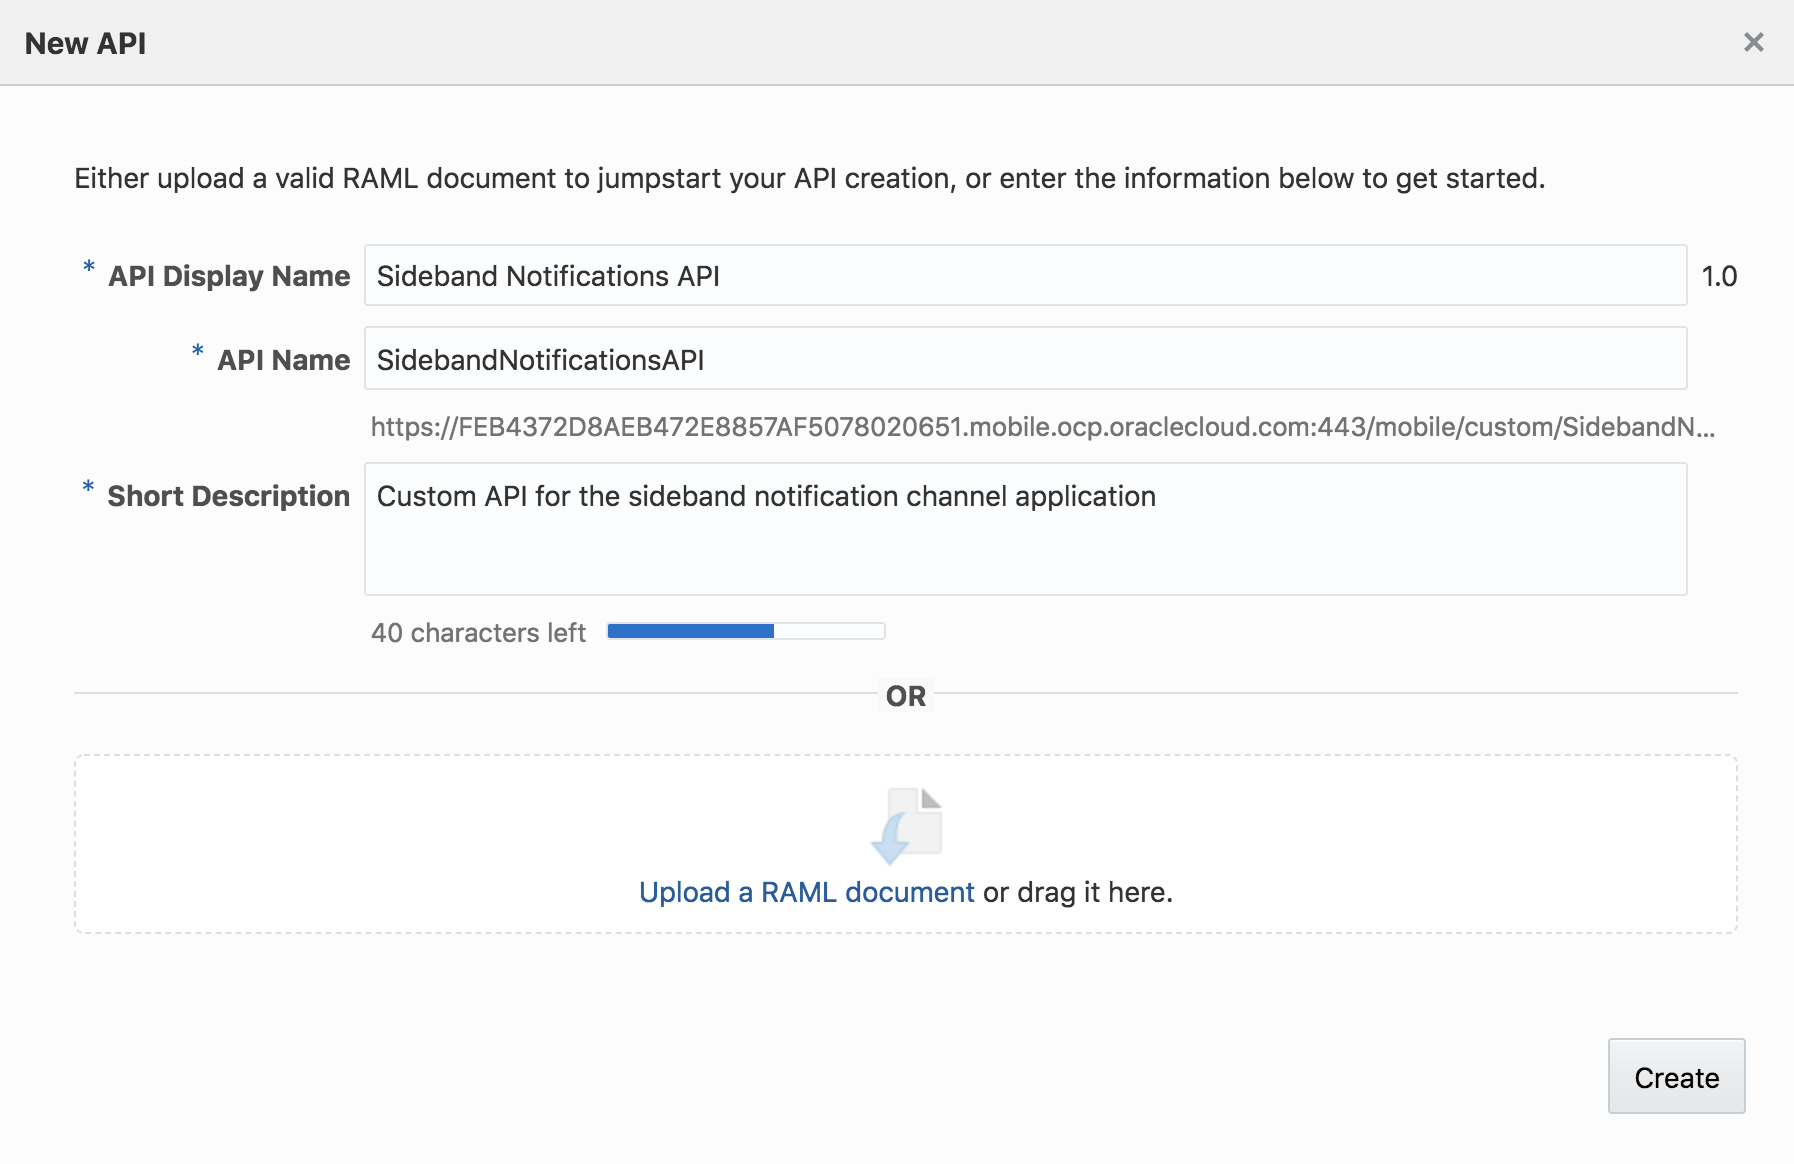 New API
Either upload a valid RAML document to jumpstart your API creation, or enter the information below to get started.
* API Display Name Sideband Notifications API 1.0
* API Name SidebandNotificationsAPI
https://FEB4372D8AEB472E8857AF5078020651.mobile.ocp.oraclecloud.com:443/mobile/custom/SidebandN...
* Short Description Custom API for the sideband notification channel application
40 characters left
OR
Upload a RAML document or drag it here.
Create